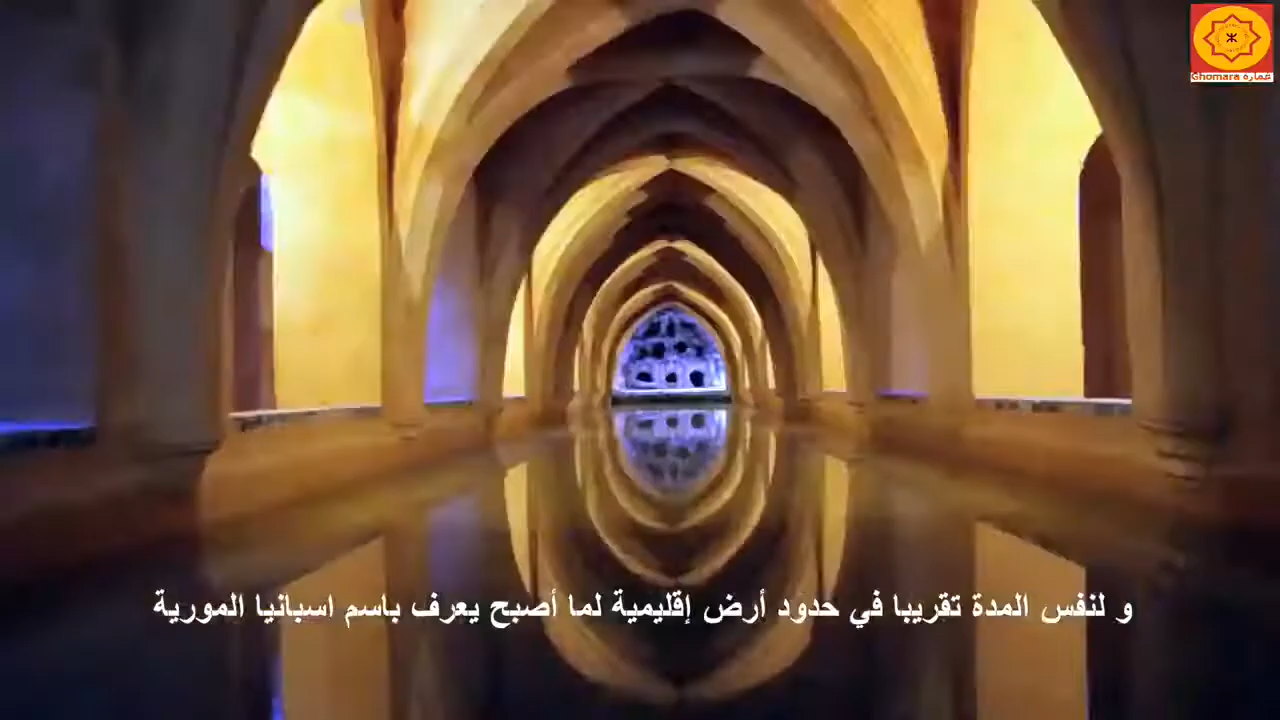 Ghomara غمارة
و لنفس المدة تقريبا في حدود أرض إقليمية لما أصبح يعرف باسم اسبانيا المورية